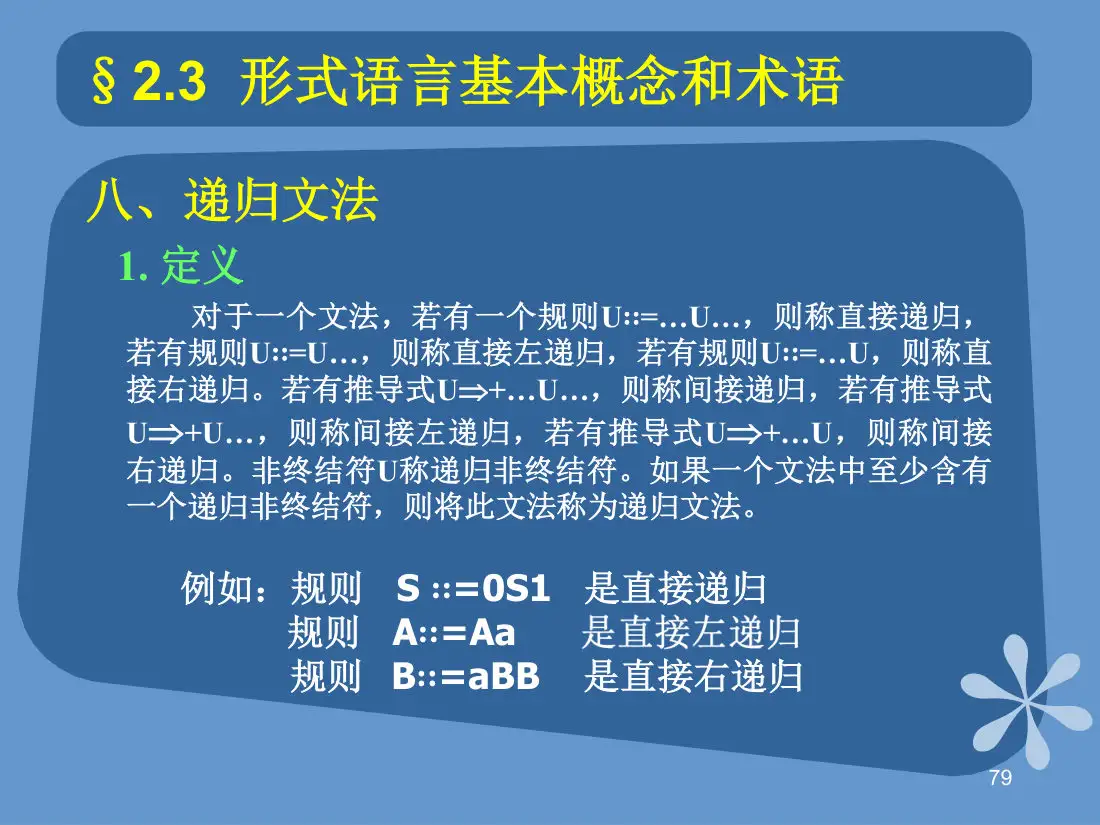 §2.3 形式语言基本概念和术语
八、递归文法
1. 定义
对于一个文法，若有一个规则U∷=…U…，则称直接递归，
若有规则U∷=U…，则称直接左递归，若有规则U∷=…U，则称直
接右递归。若有推导式U⇒+…U…，则称间接递归，若有推导式
U⇒+U…，则称间接左递归，若有推导式U⇒+…U，则称间接
右递归。非终结符U称递归非终结符。如果一个文法中至少含有
一个递归非终结符，则将此文法称为递归文法。
例如：规则 S ∷=0S1 是直接递归
规则 A∷=Aa 是直接左递归
规则 B∷=aBB 是直接右递归
79